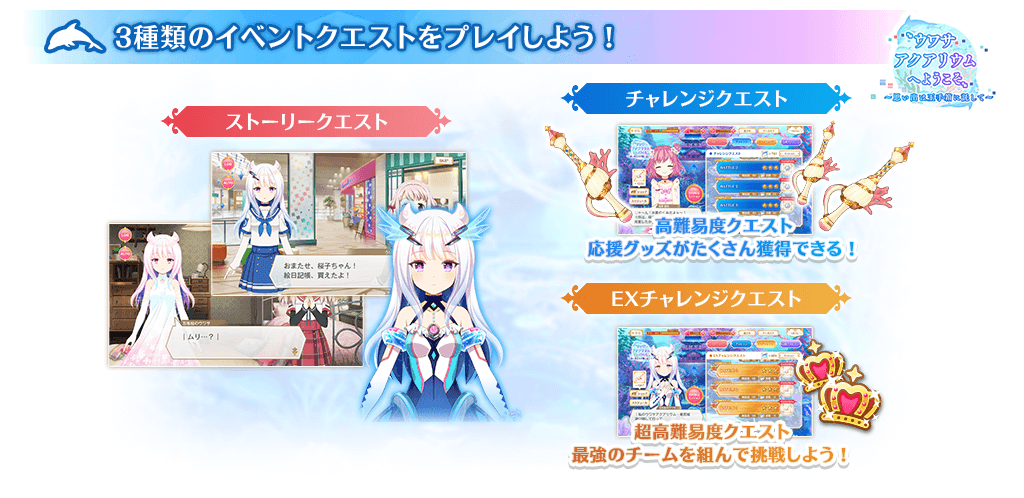 3種類のイベントクエストをプレイしよう！
ウワサ
アクアリウム
へようこそ。
～思い出は玉手箱に託して～
ストーリークエスト
おまたせ、桜子ちゃん！
絵日記帳、買えたよ！
｜ムリ…？｜
チャレンジクエスト
高難易度クエスト
応援グッズがたくさん獲得できる！
EXチャレンジクエスト
超高難易度クエスト
最強のチームを組んで挑戦しよう！